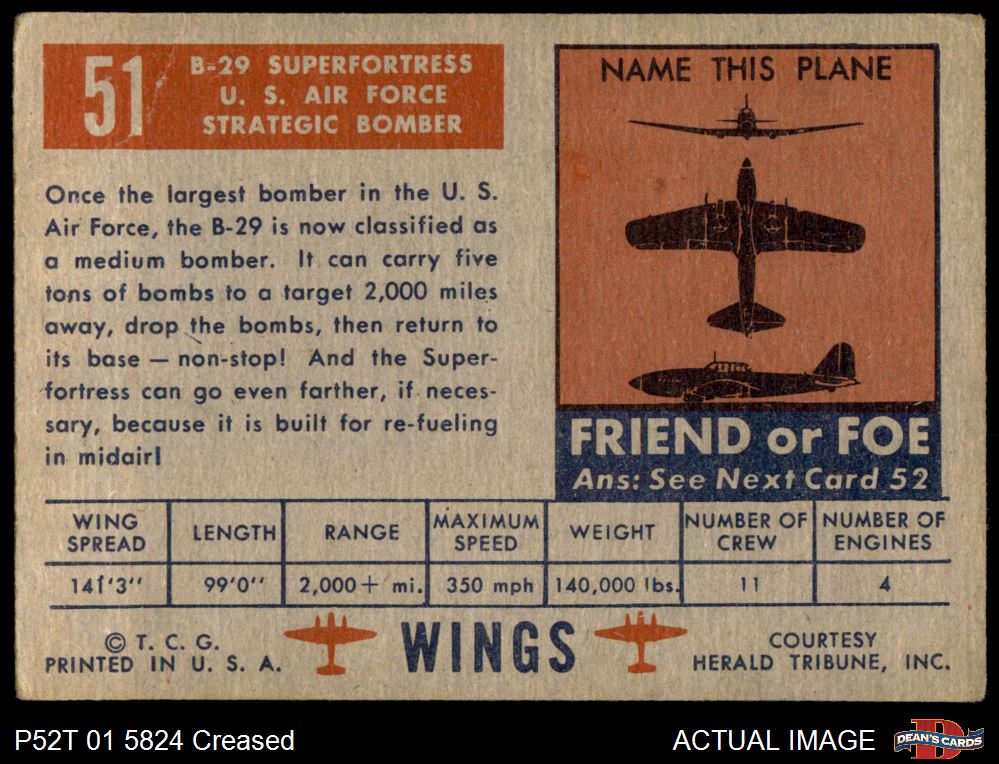 51
B-29 SUPERFORTRESS
U. S. AIR FORCE
STRATEGIC BOMBER
Once the largest bomber in the U. S.
Air Force, the B-29 is now classified as
a medium bomber. It can carry five
tons of bombs to a target 2,000 miles
away, drop the bombs, then return to
its base — non-stop! And the Super-
fortress can go even farther, if neces-
sary, because it is built for re-fueling
in midair!
NAME THIS PLANE
FRIEND or FOE
Ans: See Next Card 52
WING SPREAD LENGTH RANGE MAXIMUM SPEED WEIGHT NUMBER OF CREW NUMBER OF ENGINES
141'3'' 99'0'' 2,000+ mi. 350 mph 140,000 lbs. 11 4
© T. C. G.
PRINTED IN U. S. A.
WINGS
COURTESY
HERALD TRIBUNE, INC.
P52T 01 5824 Creased
ACTUAL IMAGE
D
DEAN'S CARDS